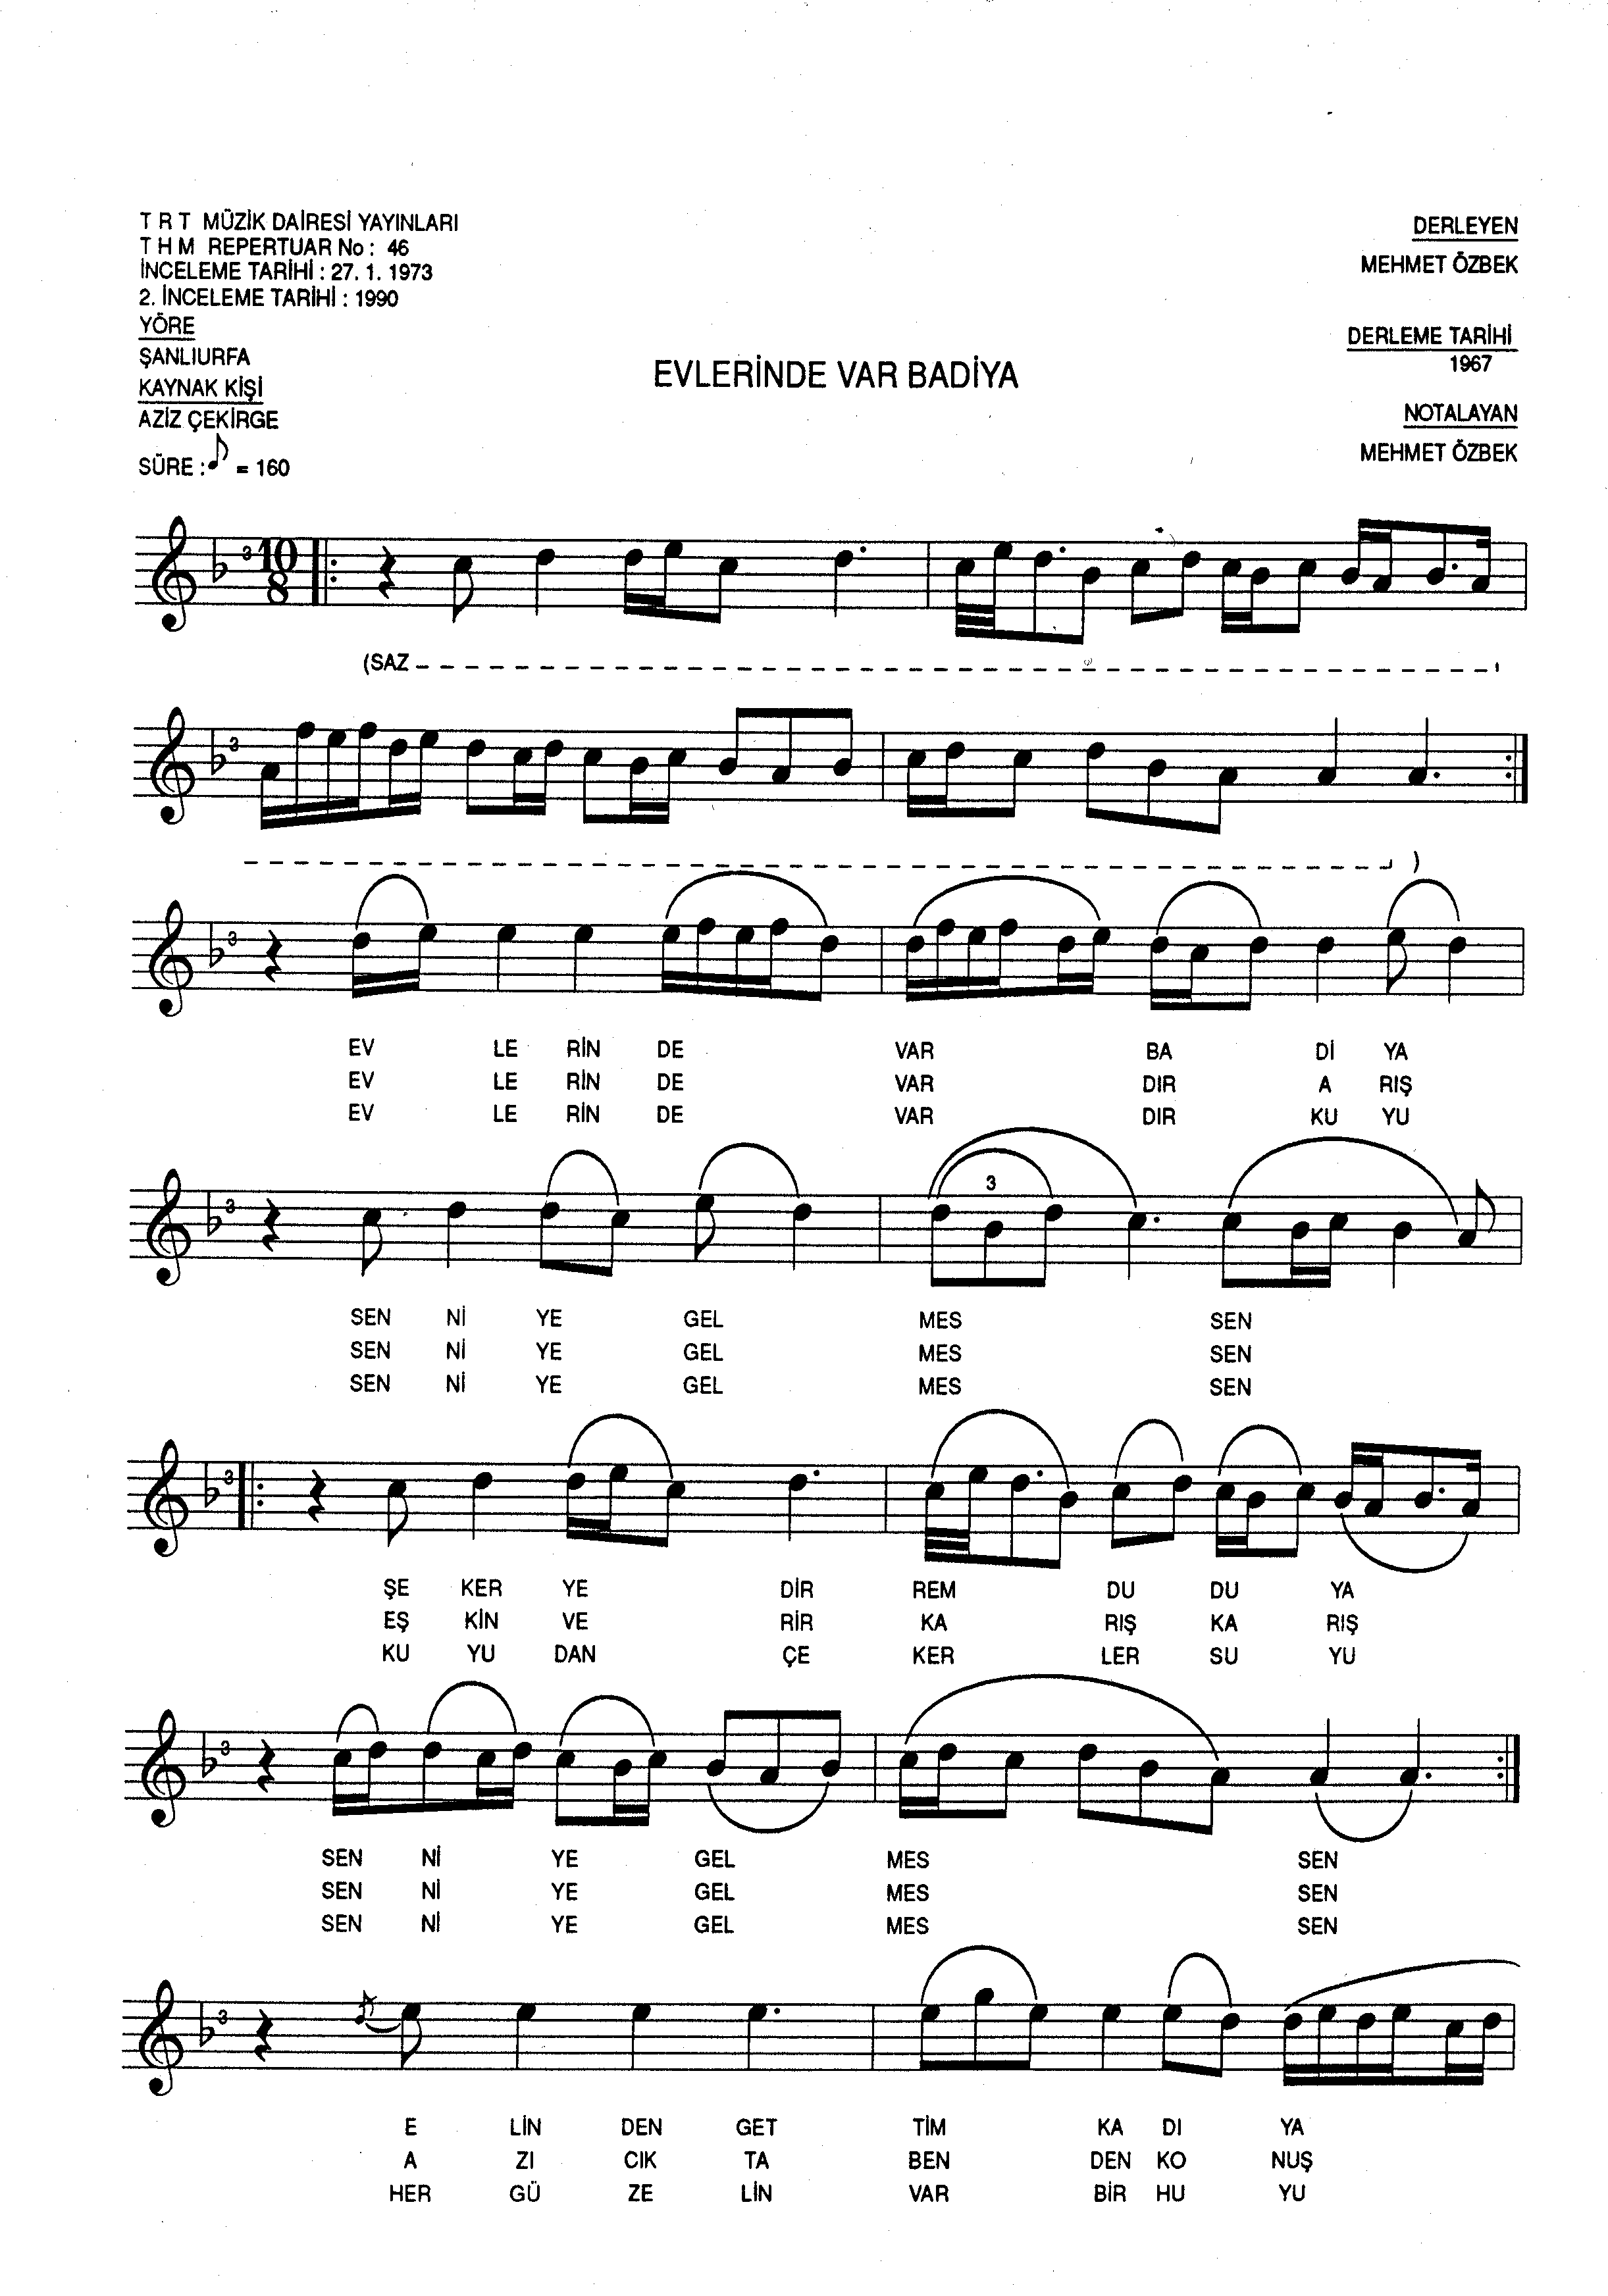 T R T MÜZİK DAİRESİ YAYINLARI
T H M REPERTUAR No : 46
İNCELEME TARİHİ : 27. 1. 1973
2. İNCELEME TARİHİ : 1990
YÖRE
ŞANLIURFA
KAYNAK KİŞİ
AZİZ ÇEKİRGE
SÜRE : ♪ = 160
DERLEYEN
MEHMET ÖZBEK
DERLEME TARİHİ
1967
NOTALAYAN
MEHMET ÖZBEK
EVLERİNDE VAR BADİYA
3 10 8
(SAZ
3
)
3
EV LE RİN DE VAR BA Dİ YA
EV LE RİN DE VAR DIR A RIŞ
EV LE RİN DE VAR DIR KU YU
3 3
SEN Nİ YE GEL MES SEN
SEN Nİ YE GEL MES SEN
SEN Nİ YE GEL MES SEN
3
ŞE KER YE DİR REM DU DU YA
EŞ KİN VE RİR KA RIŞ KA RIŞ
KU YU DAN ÇE KER LER SU YU
3
SEN Nİ YE GEL MES SEN
SEN Nİ YE GEL MES SEN
SEN Nİ YE GEL MES SEN
3
E LİN DEN GET TİM KA DI YA
A ZI CIK TA BEN DEN KO NUŞ
HER GÜ ZE LİN VAR BİR HU YU